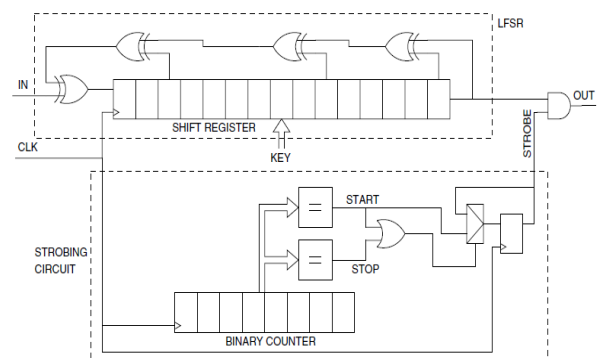 LFSR
IN
OUT
SHIFT REGISTER
CLK
KEY
STROBE
START
=
STROBING
CIRCUIT
=
STOP
BINARY COUNTER